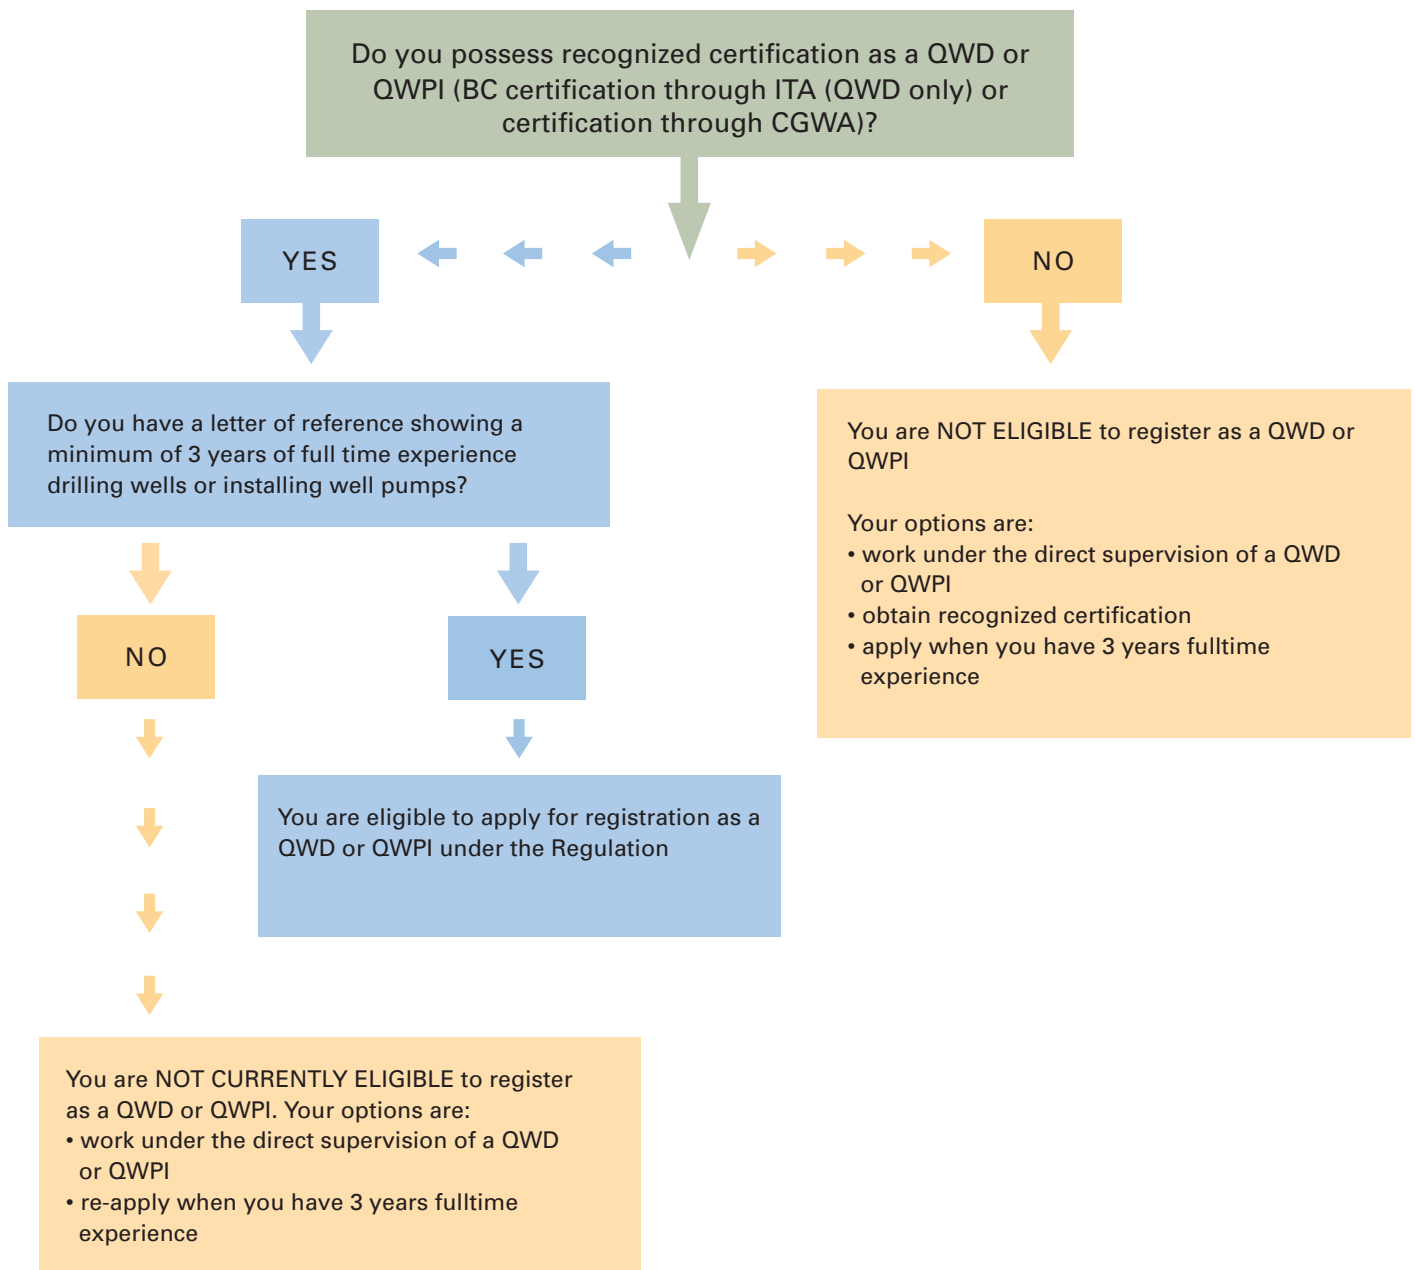 Do you possess recognized certification as a QWD or
QWPI (BC certification through ITA (QWD only) or
certification through CGWA)?
YES
NO
Do you have a letter of reference showing a
minimum of 3 years of full time experience
drilling wells or installing well pumps?
You are NOT ELIGIBLE to register as a QWD or
QWPI
Your options are:
• work under the direct supervision of a QWD
or QWPI
• obtain recognized certification
• apply when you have 3 years fulltime
experience
NO
YES
You are eligible to apply for registration as a
QWD or QWPI under the Regulation
You are NOT CURRENTLY ELIGIBLE to register
as a QWD or QWPI. Your options are:
• work under the direct supervision of a QWD
or QWPI
• re-apply when you have 3 years fulltime
experience